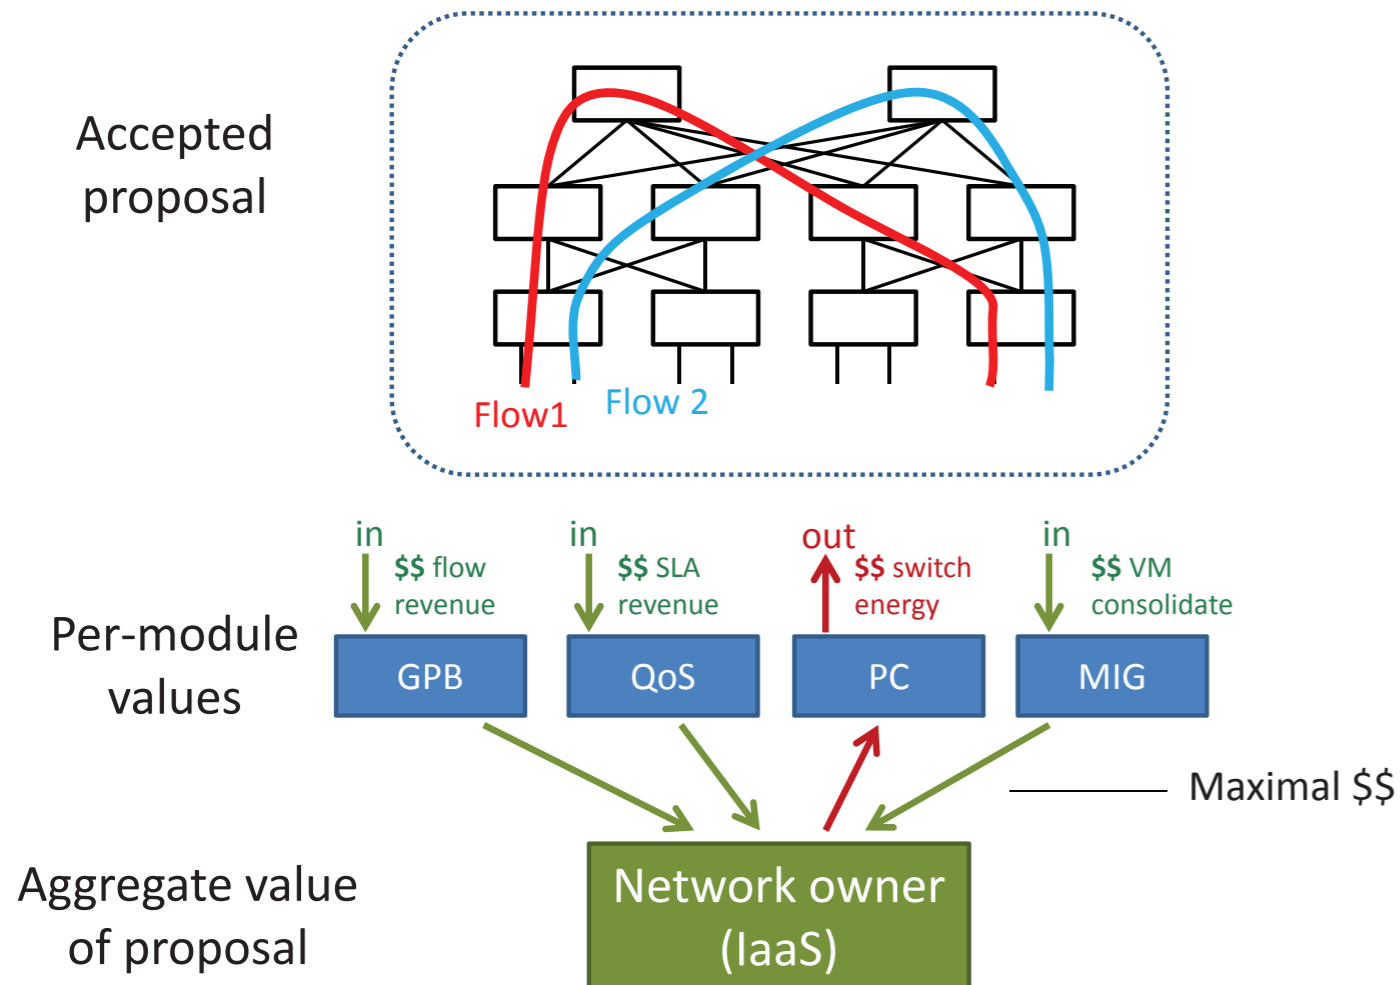 Accepted
proposal
Flow1
Flow 2
in
$$ flow
revenue
in
$$ SLA
revenue
out
$$ switch
energy
in
$$ VM
consolidate
Per-module
values
GPB
QoS
PC
MIG
Maximal $$
Aggregate value
of proposal
Network owner
(IaaS)